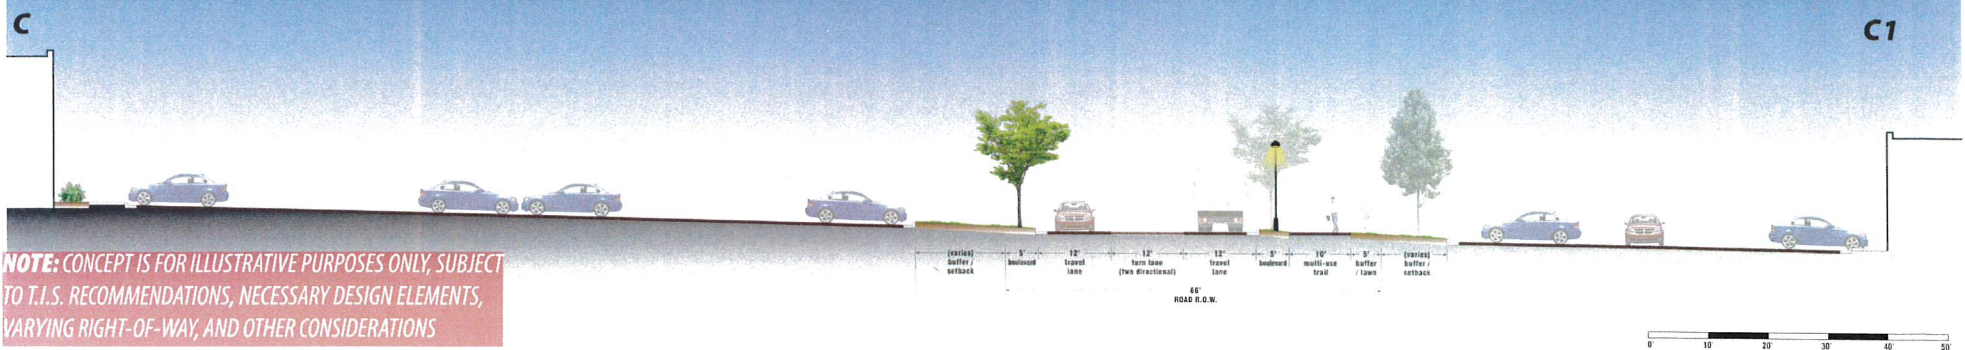 C
C1
NOTE: CONCEPT IS FOR ILLUSTRATIVE PURPOSES ONLY, SUBJECT
TO T.I.S. RECOMMENDATIONS, NECESSARY DESIGN ELEMENTS,
VARYING RIGHT-OF-WAY, AND OTHER CONSIDERATIONS
(varies)
buffer /
setback
5'
boulevard
12'
travel
lane
12'
turn lane
(two directional)
12'
travel
lane
5'
boulevard
10'
multi-use
trail
5'
buffer
/ lawn
(varies)
buffer /
setback
66'
ROAD R.O.W.
0' 10' 20' 30' 40' 50'